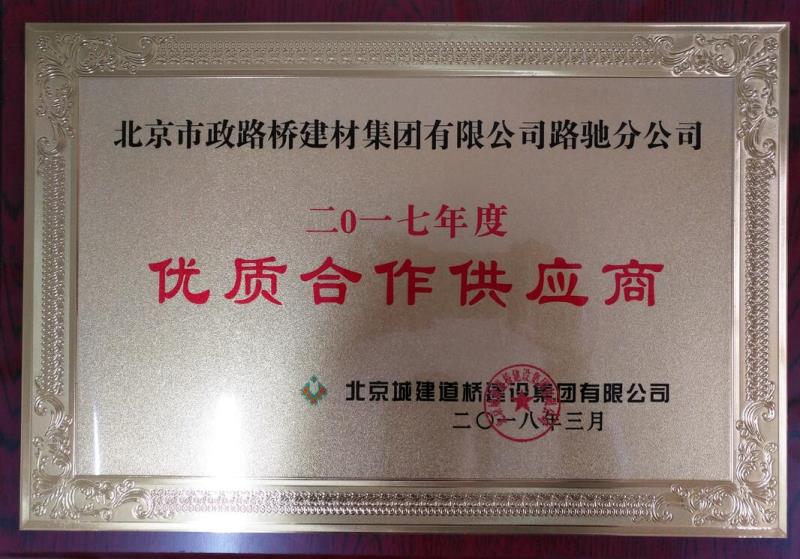 北京市政路桥建材集团有限公司路驰分公司
二0一七年度
优质合作供应商
北京城建道桥建设集团有限公司
二〇一八年三月